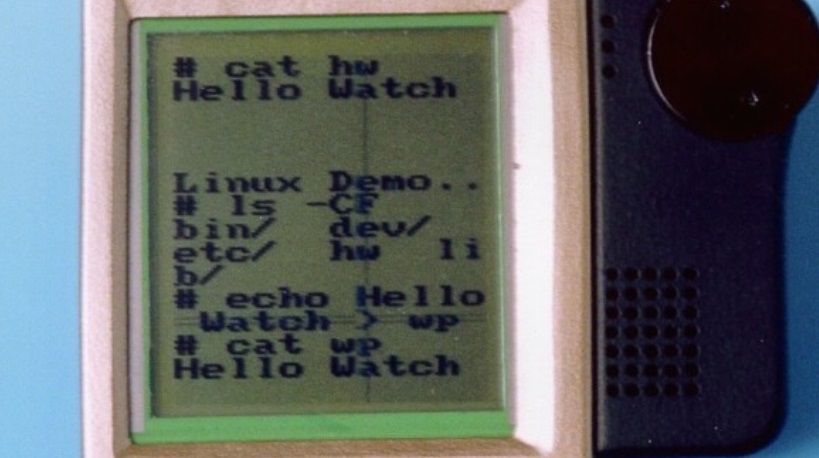 # cat hw
Hello Watch
Linux Demo..
# ls -CF
bin/ dev/
etc/ hw li
b/
# echo Hello
Watch > wp
# cat wp
Hello Watch